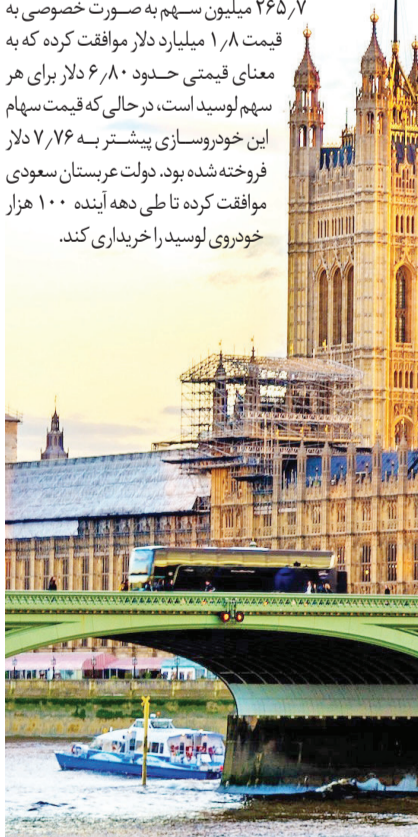 ۲۶۵٫۷ میلیون سهم به صورت خصوصی به
قیمت ۱٫۸ میلیارد دلار موافقت کرده که به
معنای قیمتی حدود ۶٫۸۰ دلار برای هر
سهم لوسید است، درحالی‌که قیمت سهام
این خودروسازی پیشتر به ۷٫۷۶ دلار
فروخته شده بود. دولت عربستان سعودی
موافقت کرده تا طی دهه آینده ۱۰۰ هزار
خودروی لوسید را خریداری کند.